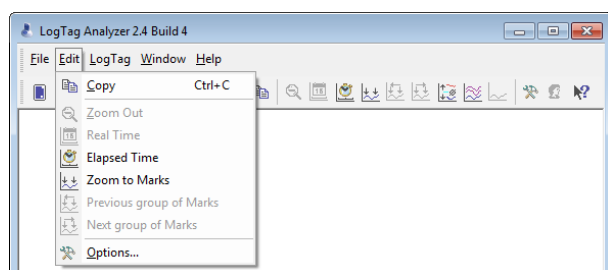 LogTag Analyzer 2.4 Build 4
File Edit LogTag Window Help
Copy Ctrl+C
Zoom Out
Real Time
Elapsed Time
Zoom to Marks
Previous group of Marks
Next group of Marks
Options...